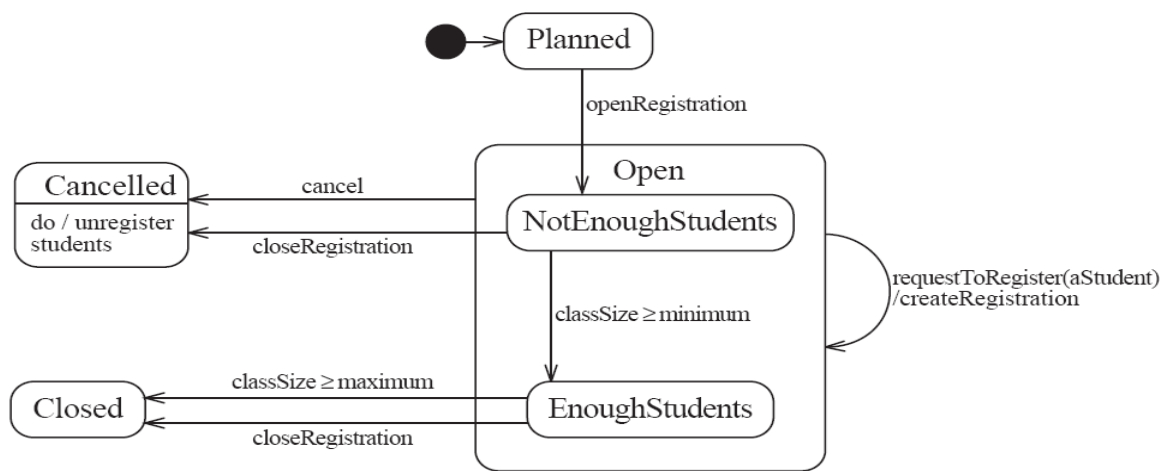 Planned
openRegistration
Open
Cancelled
cancel
do / unregister
students
NotEnoughStudents
closeRegistration
requestToRegister(aStudent)
/createRegistration
classSize ≥ minimum
classSize ≥ maximum
Closed
EnoughStudents
closeRegistration